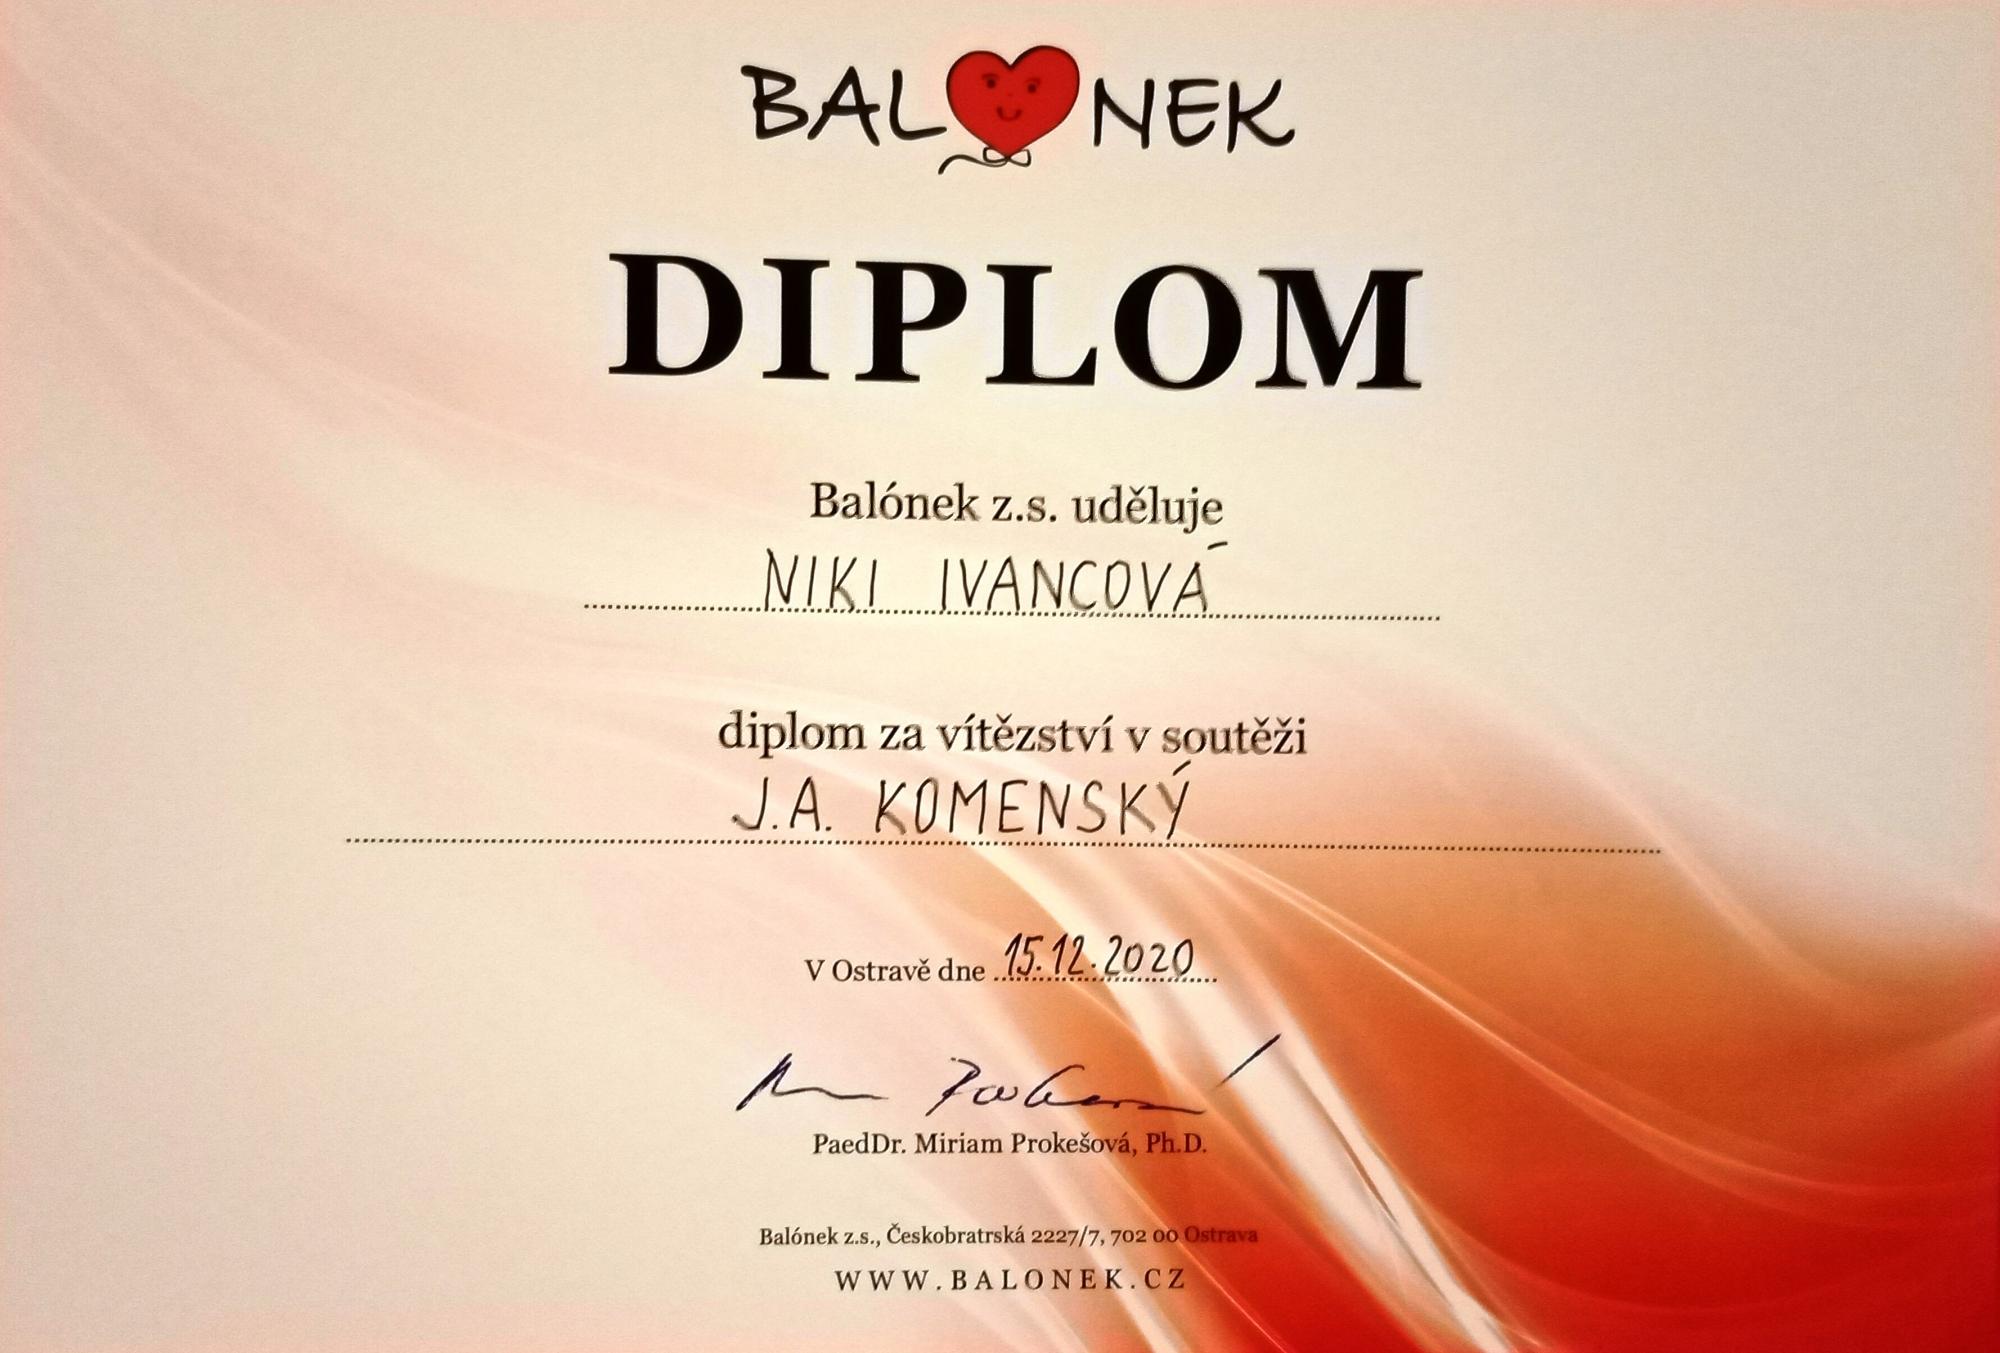 BALONEK
DIPLOM
Balónek z.s. uděluje
NIKI IVANCOVÁ
diplom za vítězství v soutěži
J.A. KOMENSKÝ
V Ostravě dne 15.12.2020
PaedDr. Miriam Prokešová, Ph.D.
Balónek z.s., Českobratrská 2227/7, 702 00 Ostrava
WWW.BALONEK.CZ